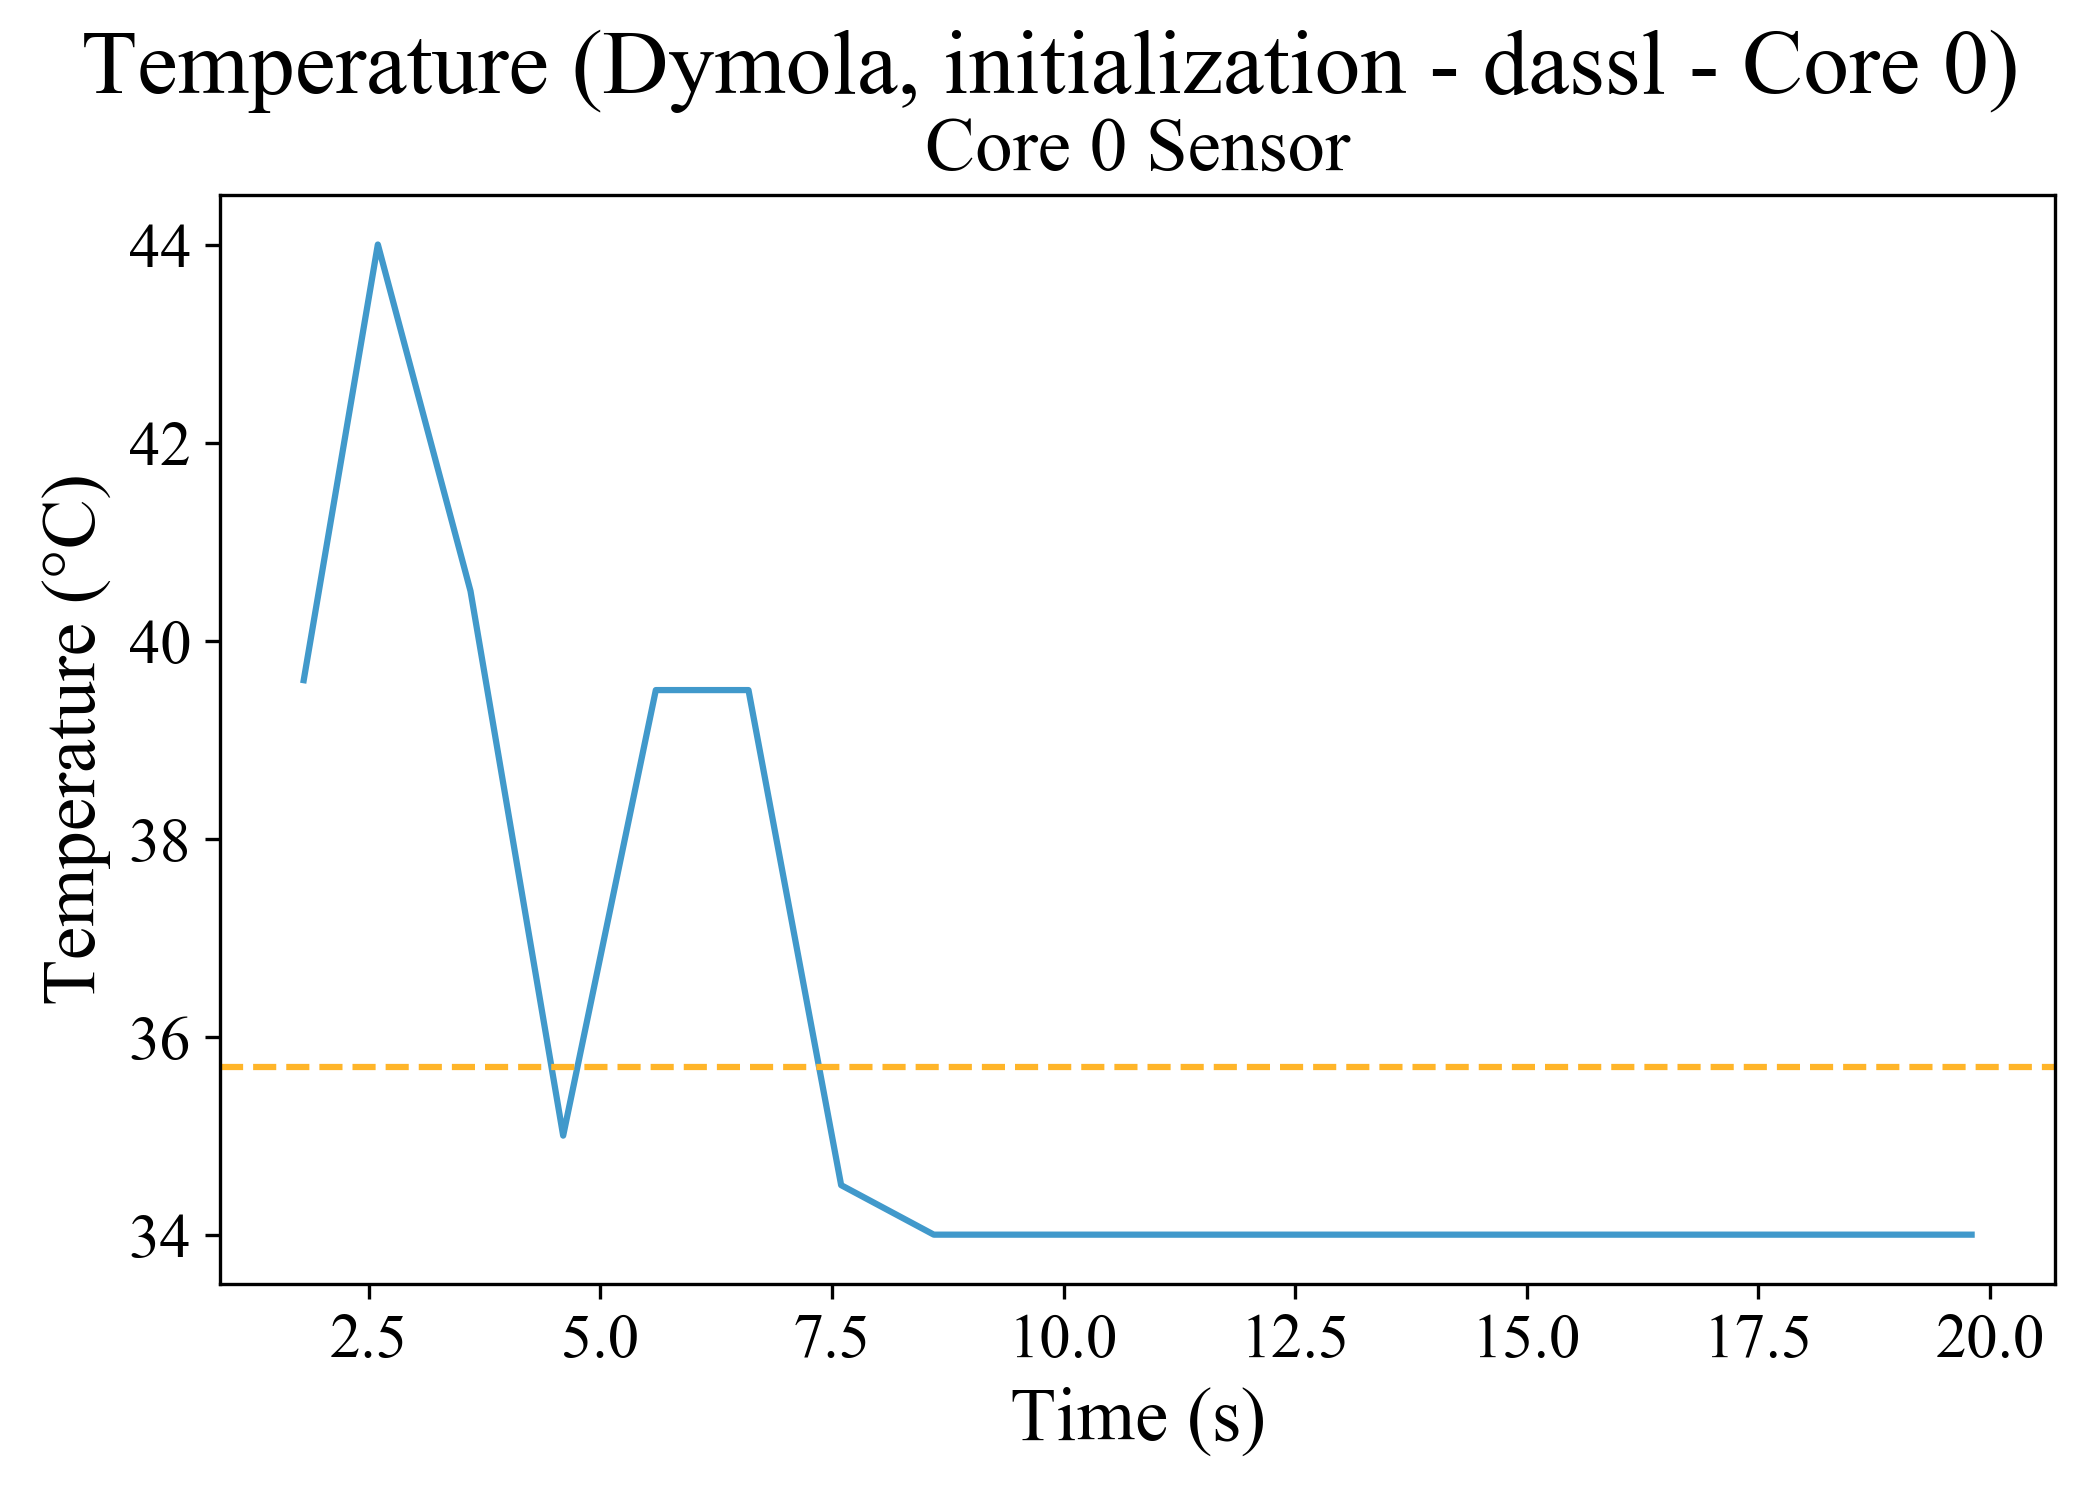 Temperature (Dymola, initialization - dassl - Core 0)
Core 0 Sensor
44
42
40
38
36
34
Temperature (°C)
2.5 5.0 7.5 10.0 12.5 15.0 17.5 20.0
Time (s)